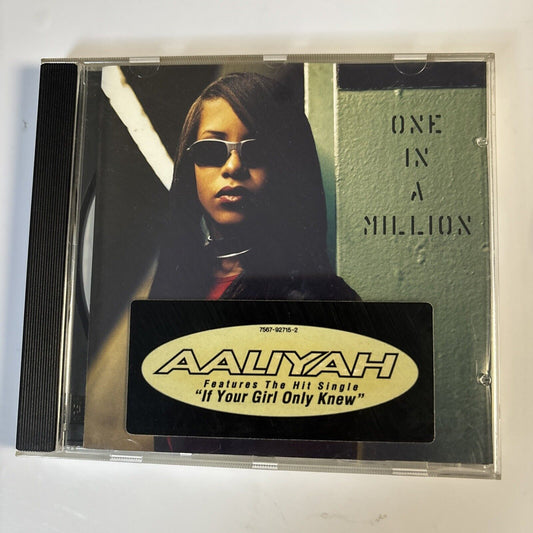 ONE
IN
A
MILLION
7567-92715-2
AALIYAH
Features The Hit Single
"If Your Girl Only Knew"